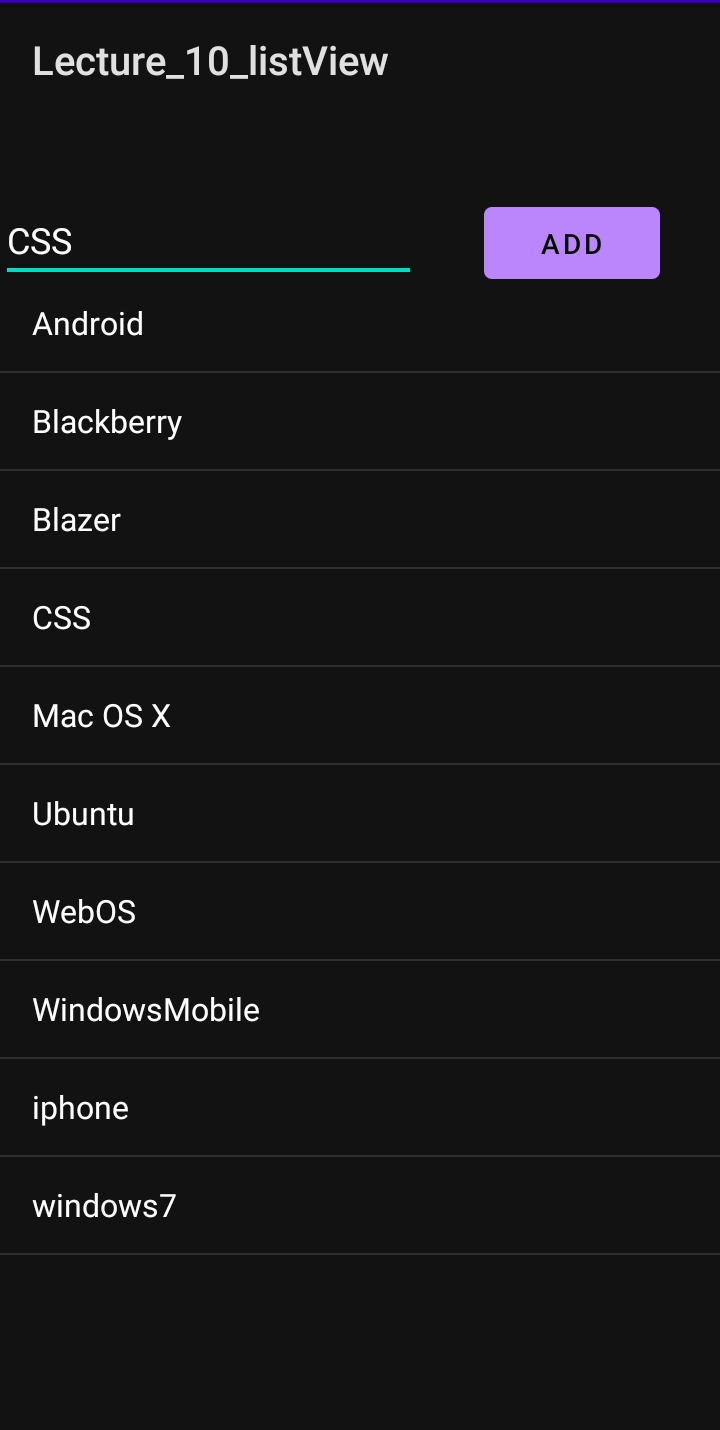 Lecture_10_listView
CSS
ADD
Android
Blackberry
Blazer
CSS
Mac OS X
Ubuntu
WebOS
WindowsMobile
iphone
windows7